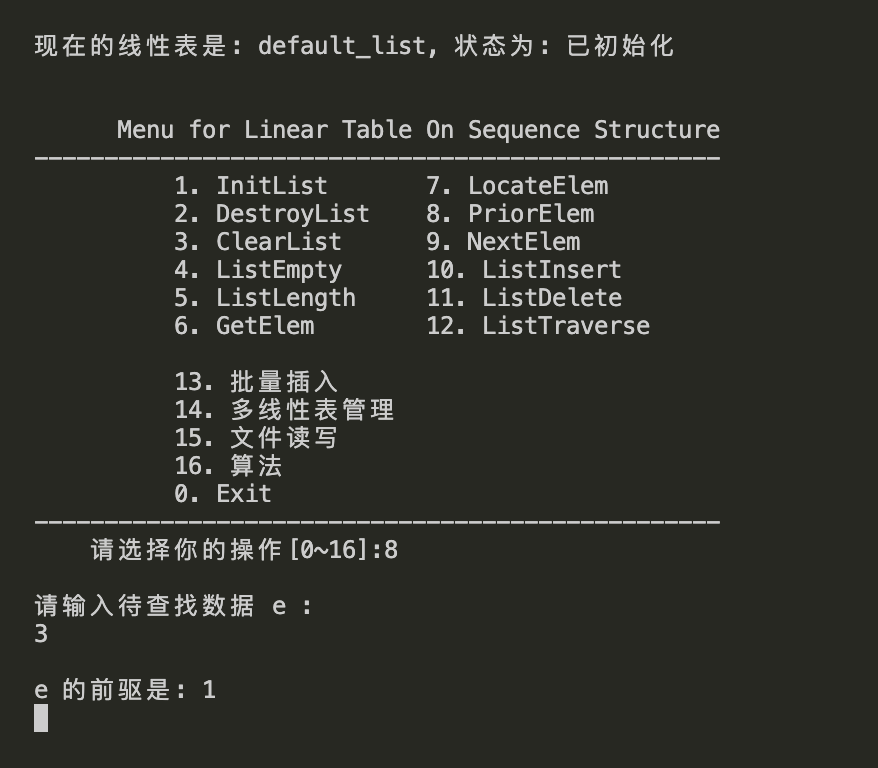 现在的线性表是: default_list, 状态为: 已初始化
Menu for Linear Table On Sequence Structure
-------------------------------------------------
1. InitList 7. LocateElem
2. DestroyList 8. PriorElem
3. ClearList 9. NextElem
4. ListEmpty 10. ListInsert
5. ListLength 11. ListDelete
6. GetElem 12. ListTraverse
13. 批量插入
14. 多线性表管理
15. 文件读写
16. 算法
0. Exit
-------------------------------------------------
请选择你的操作[0~16]:8
请输入待查找数据 e :
3
e 的前驱是: 1